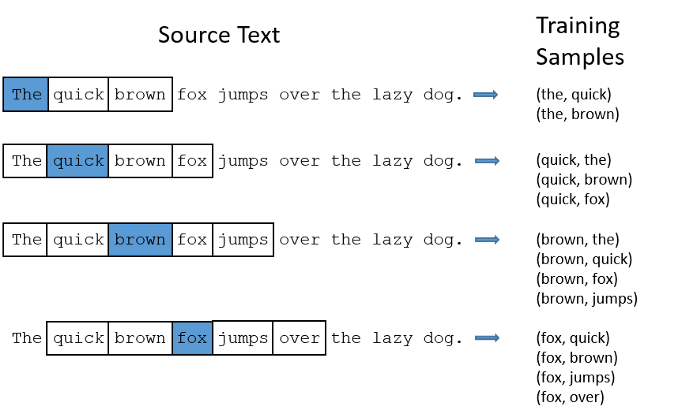 Source Text
Training
Samples
The quick brown fox jumps over the lazy dog.
(the, quick)
(the, brown)
The quick brown fox jumps over the lazy dog.
(quick, the)
(quick, brown)
(quick, fox)
The quick brown fox jumps over the lazy dog.
(brown, the)
(brown, quick)
(brown, fox)
(brown, jumps)
The quick brown fox jumps over the lazy dog.
(fox, quick)
(fox, brown)
(fox, jumps)
(fox, over)